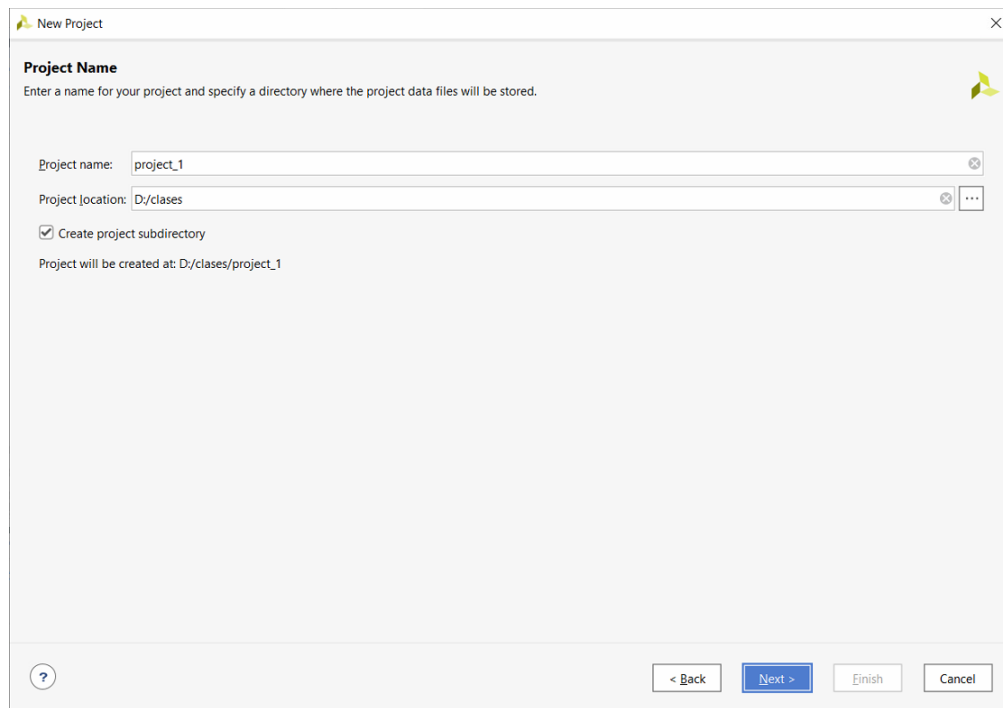 New Project
Project Name
Enter a name for your project and specify a directory where the project data files will be stored.
Project name: project_1
Project location: D:/clases ...
Create project subdirectory
Project will be created at: D:/clases/project_1
? < Back Next > Finish Cancel